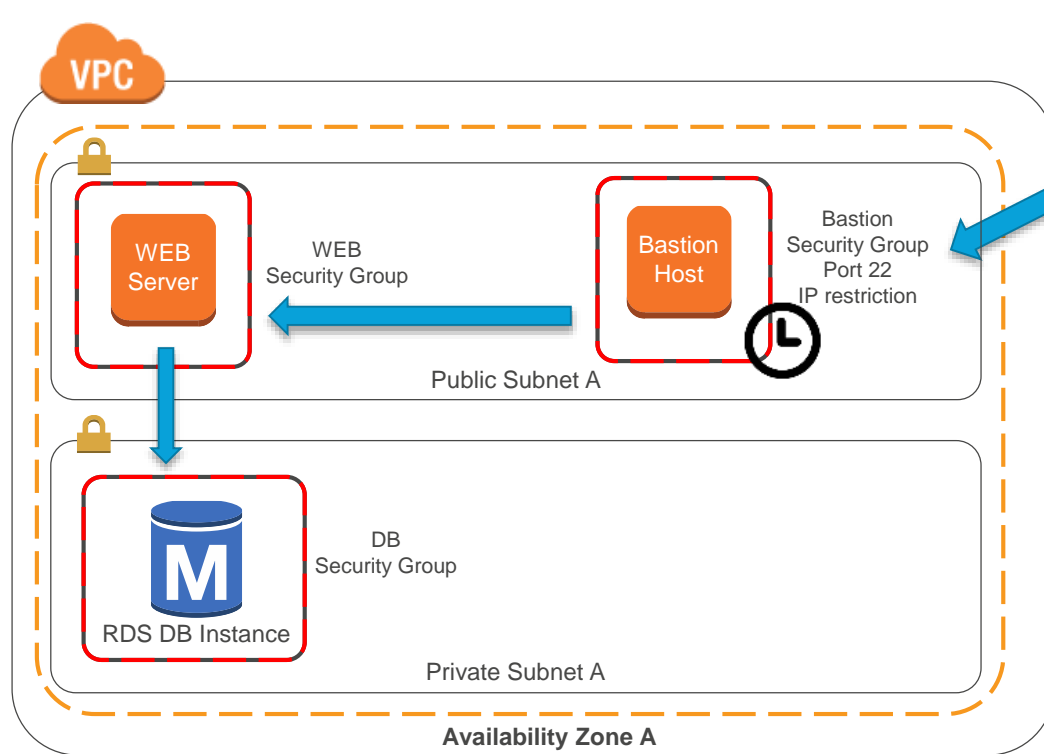 VPC
WEB
Server
WEB
Security Group
Bastion
Host
Bastion
Security Group
Port 22
IP restriction
Public Subnet A
M
RDS DB Instance
DB
Security Group
Private Subnet A
Availability Zone A